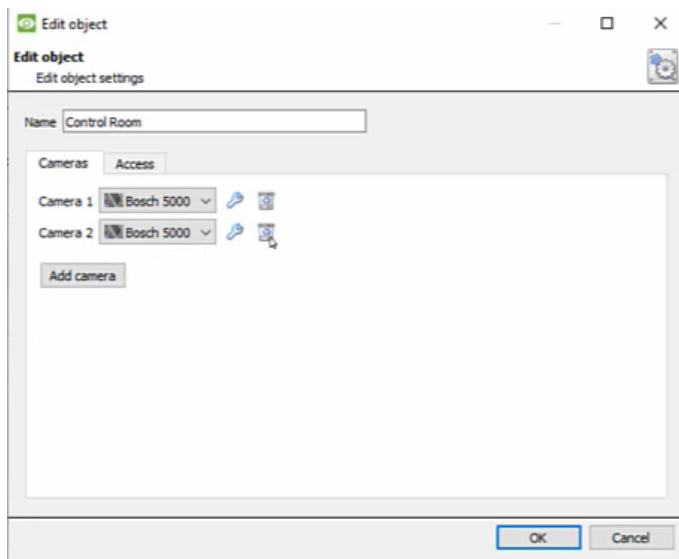 Edit object
Edit object
Edit object settings
Name Control Room
Cameras Access
Camera 1 Bosch 5000
Camera 2 Bosch 5000
Add camera
OK Cancel